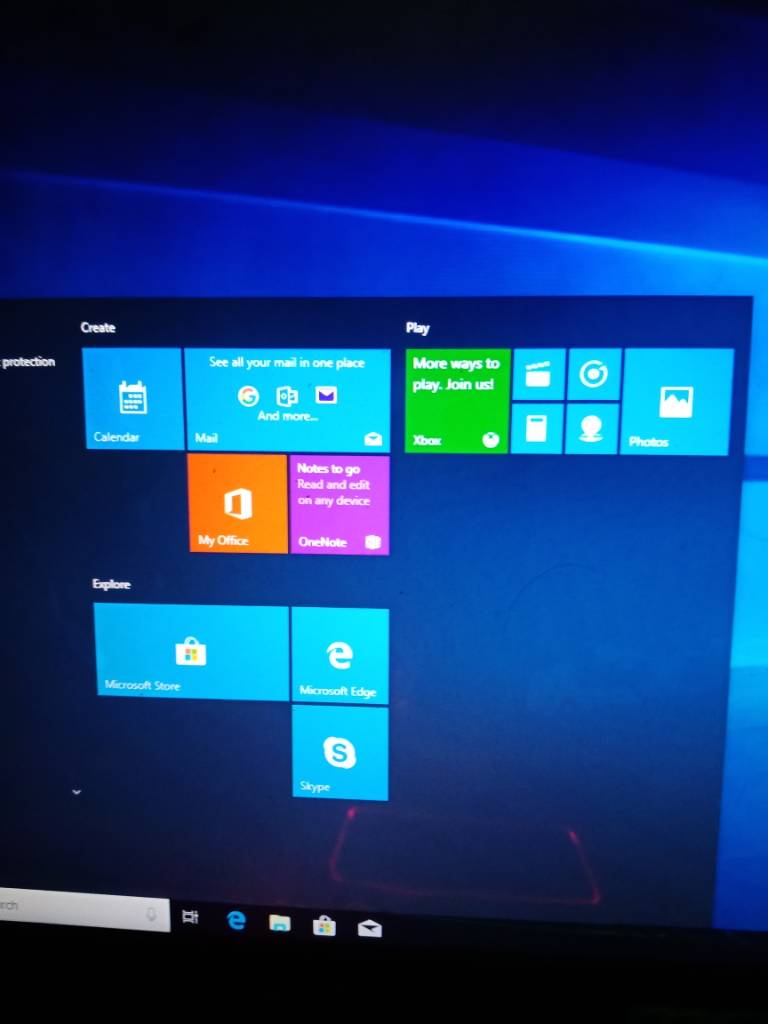 Create
Play
protection
See all your mail in one place
And more...
Calendar
Mail
More ways to
play. Join us!
Xbox
Photos
My Office
Notes to go
Read and edit
on any device
OneNote
Explore
Microsoft Store
Microsoft Edge
Skype